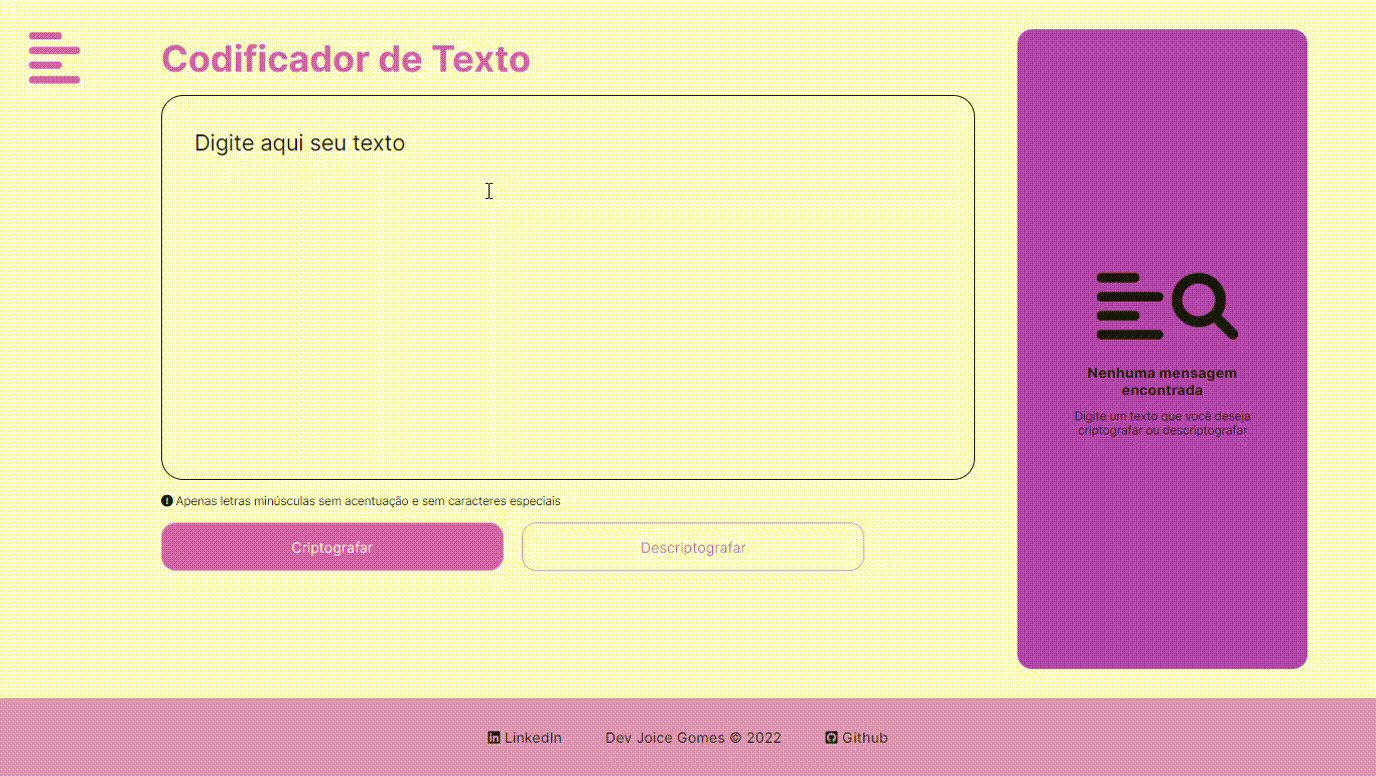 Codificador de Texto
Digite aqui seu texto
Apenas letras minúsculas sem acentuação e sem caracteres especiais
Criptografar
Descriptografar
Nenhuma mensagem
encontrada
Digite um texto que você deseja
criptografar ou descriptografar
LinkedIn
Dev Joice Gomes © 2022
Github